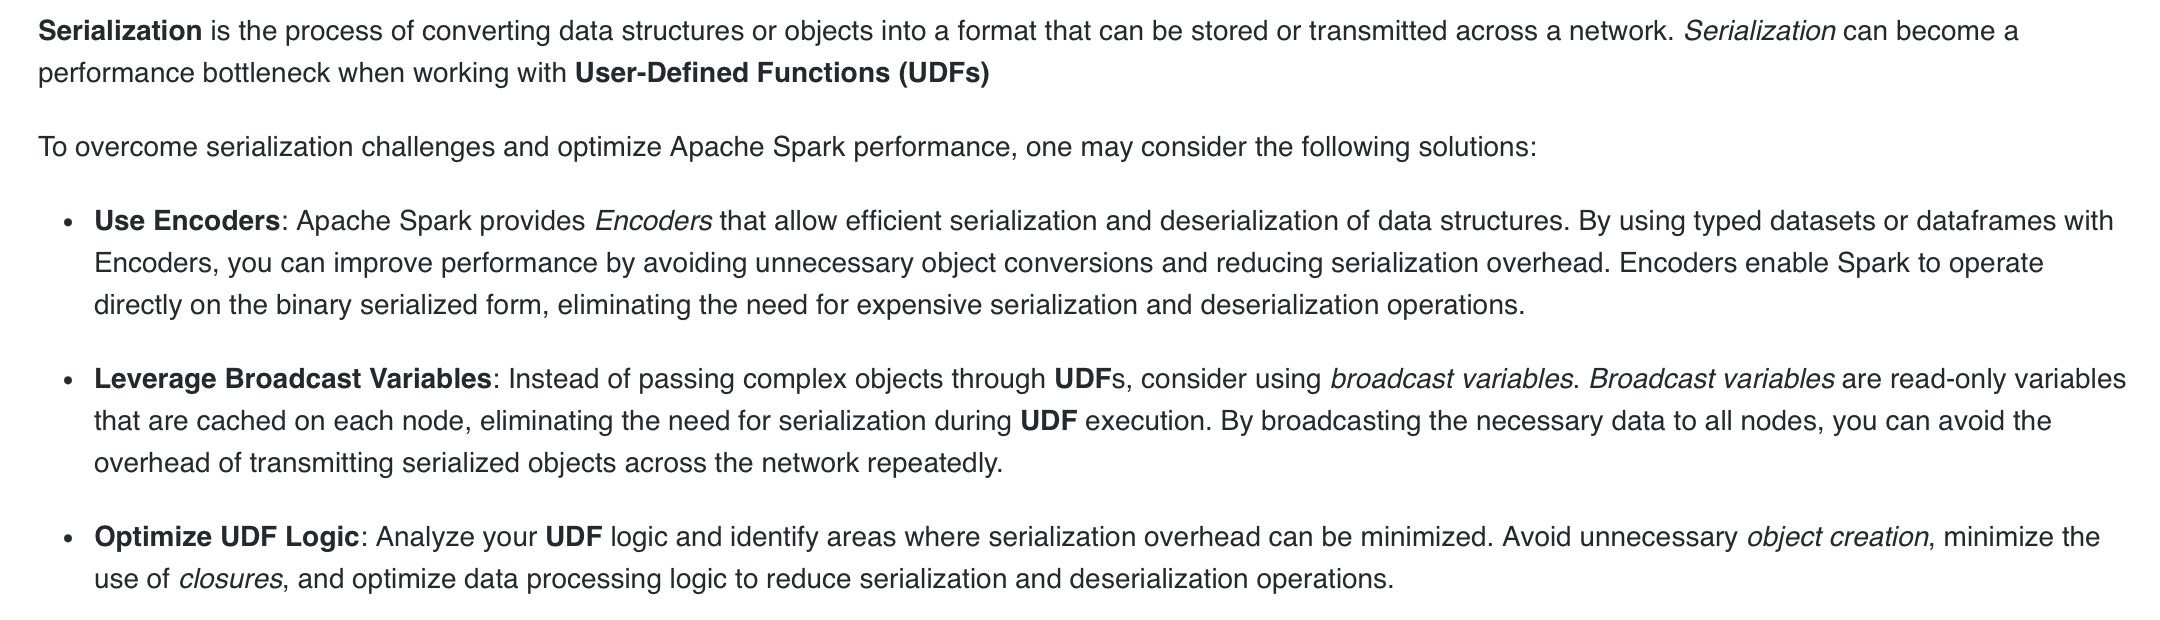 Serialization is the process of converting data structures or objects into a format that can be stored or transmitted across a network. Serialization can become a
performance bottleneck when working with User-Defined Functions (UDFs)
To overcome serialization challenges and optimize Apache Spark performance, one may consider the following solutions:
• Use Encoders: Apache Spark provides Encoders that allow efficient serialization and deserialization of data structures. By using typed datasets or dataframes with
Encoders, you can improve performance by avoiding unnecessary object conversions and reducing serialization overhead. Encoders enable Spark to operate
directly on the binary serialized form, eliminating the need for expensive serialization and deserialization operations.
• Leverage Broadcast Variables: Instead of passing complex objects through UDFs, consider using broadcast variables. Broadcast variables are read-only variables
that are cached on each node, eliminating the need for serialization during UDF execution. By broadcasting the necessary data to all nodes, you can avoid the
overhead of transmitting serialized objects across the network repeatedly.
• Optimize UDF Logic: Analyze your UDF logic and identify areas where serialization overhead can be minimized. Avoid unnecessary object creation, minimize the
use of closures, and optimize data processing logic to reduce serialization and deserialization operations.